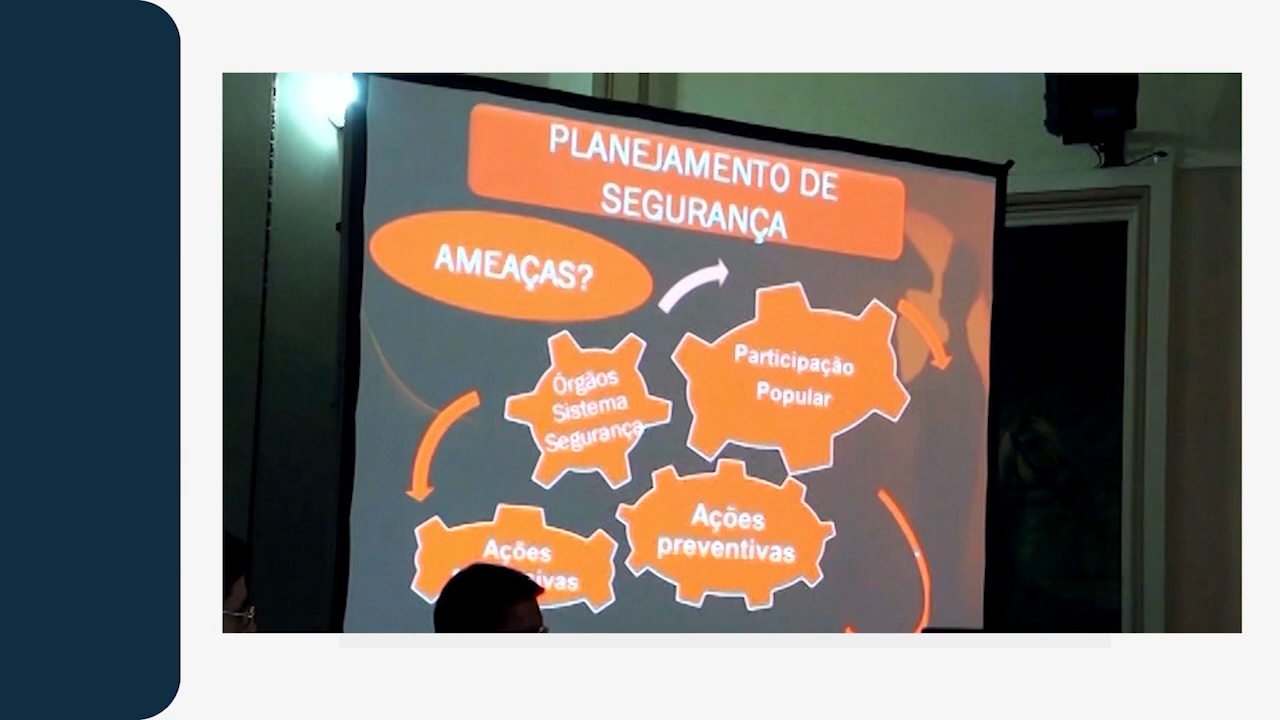 PLANEJAMENTO DE
SEGURANÇA
AMEAÇAS?
Participação
Popular
Órgãos
Sistema
Segurança
Ações
preventivas
Ações